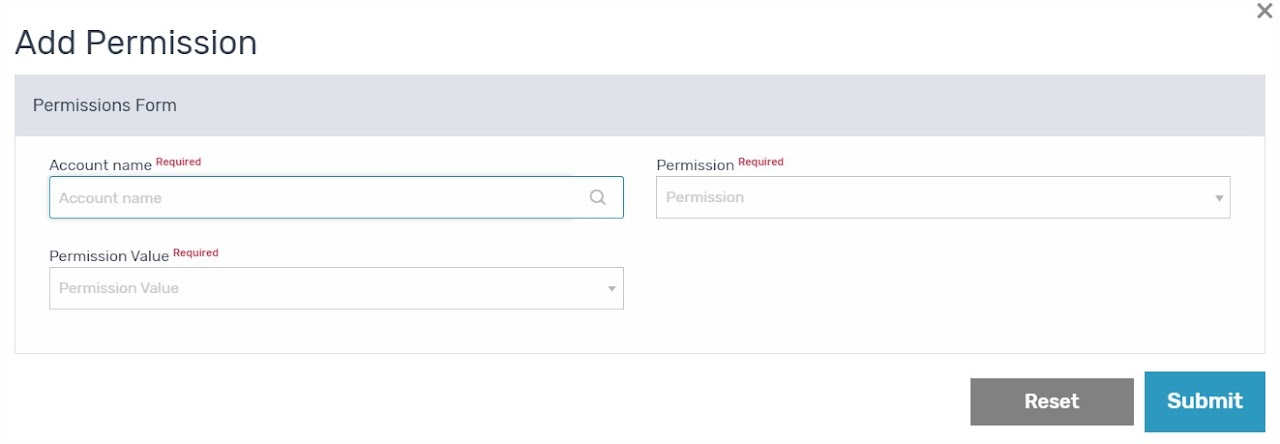 Add Permission
Permissions Form
Account name Required
Account name
Permission Required
Permission
Permission Value Required
Permission Value
Reset
Submit